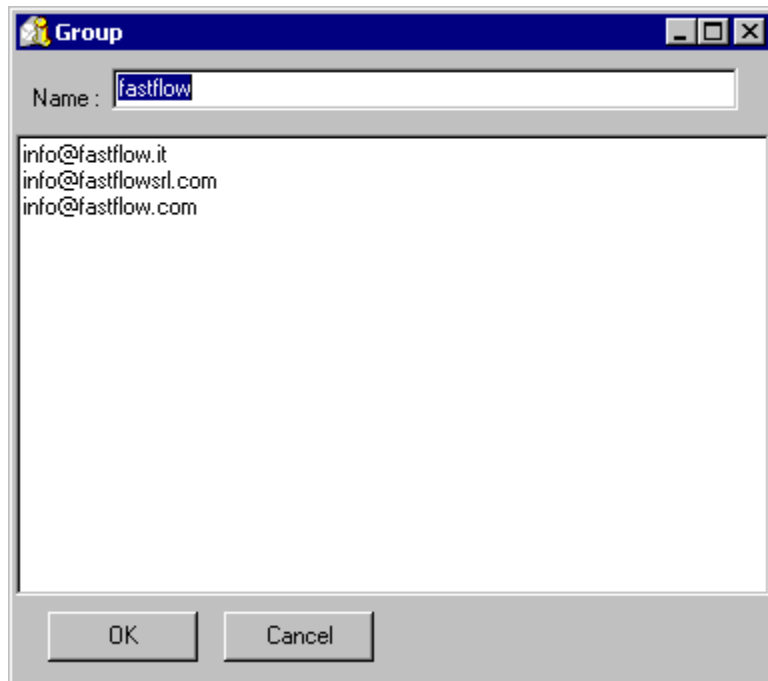 Group
Name : fastflow
info@fastflow.it
info@fastflowsrl.com
info@fastflow.com
OK Cancel